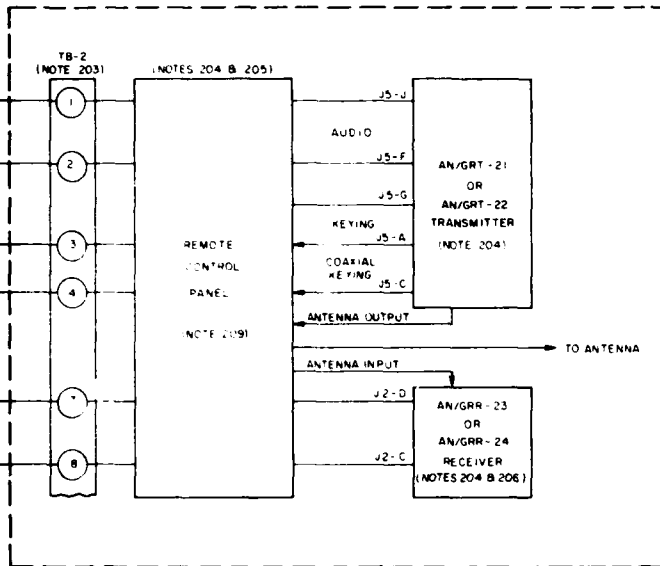 TB-2
(NOTE 203)
(NOTES 204 & 205)
1
2
3
4
7
8
REMOTE
CONTROL
PANEL
(NOTE 209)
J5-J
AUDIO
J5-F
J5-G
KEYING
J5-A
COAXIAL
KEYING
J5-C
ANTENNA OUTPUT
TO ANTENNA
ANTENNA INPUT
J2-D
J2-C
AN/GRT-21
OR
AN/GRT-22
TRANSMITTER
(NOTE 204)
AN/GRR-23
OR
AN/GRR-24
RECEIVER
(NOTES 204 & 206)